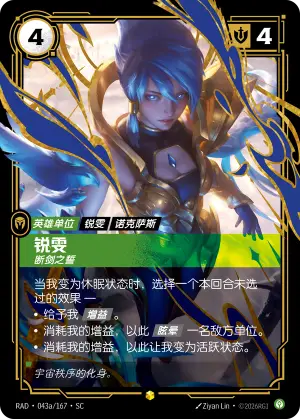 4
4
英雄单位 锐雯 诺克萨斯
锐雯
断剑之誓
当我变为休眠状态时，选择一个本回合未选
过的效果 —
• 给予我 增益 。
• 消耗我的增益，以此 眩晕 一名敌方单位。
• 消耗我的增益，以此让我变为活跃状态。
宇宙秩序的化身。
RAD • 043a/167 • SC
Ziyan Lin • ©2026RGI